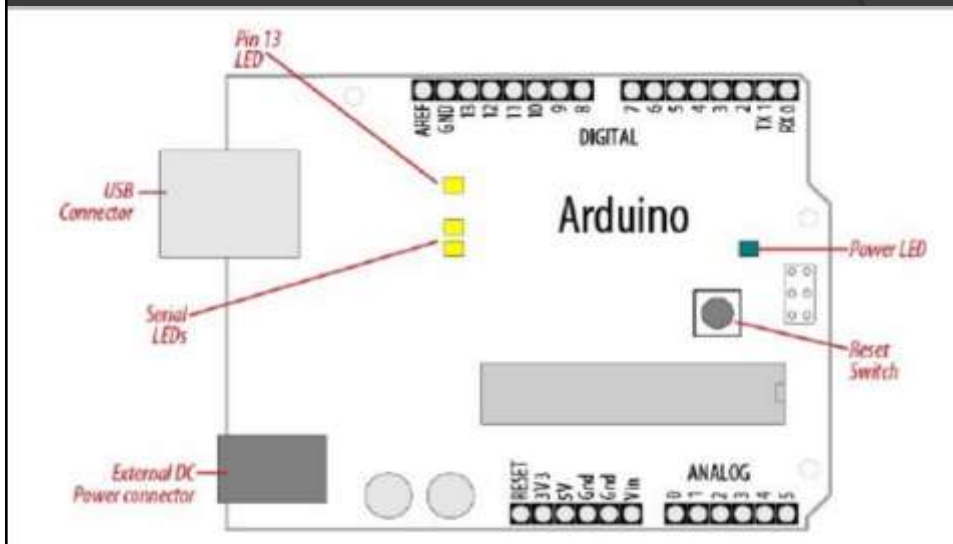 Pin 13
LED
AREF
GND
13
12
11
10
9
8
7
6
5
4
3
2
TX 1
RX 0
DIGITAL
USB
Connector
Arduino
Power LED
Serial
LEDs
Reset
Switch
External DC
Power connector
RESET
3V3
5V
Gnd
Gnd
Vin
ANALOG
0
1
2
3
4
5